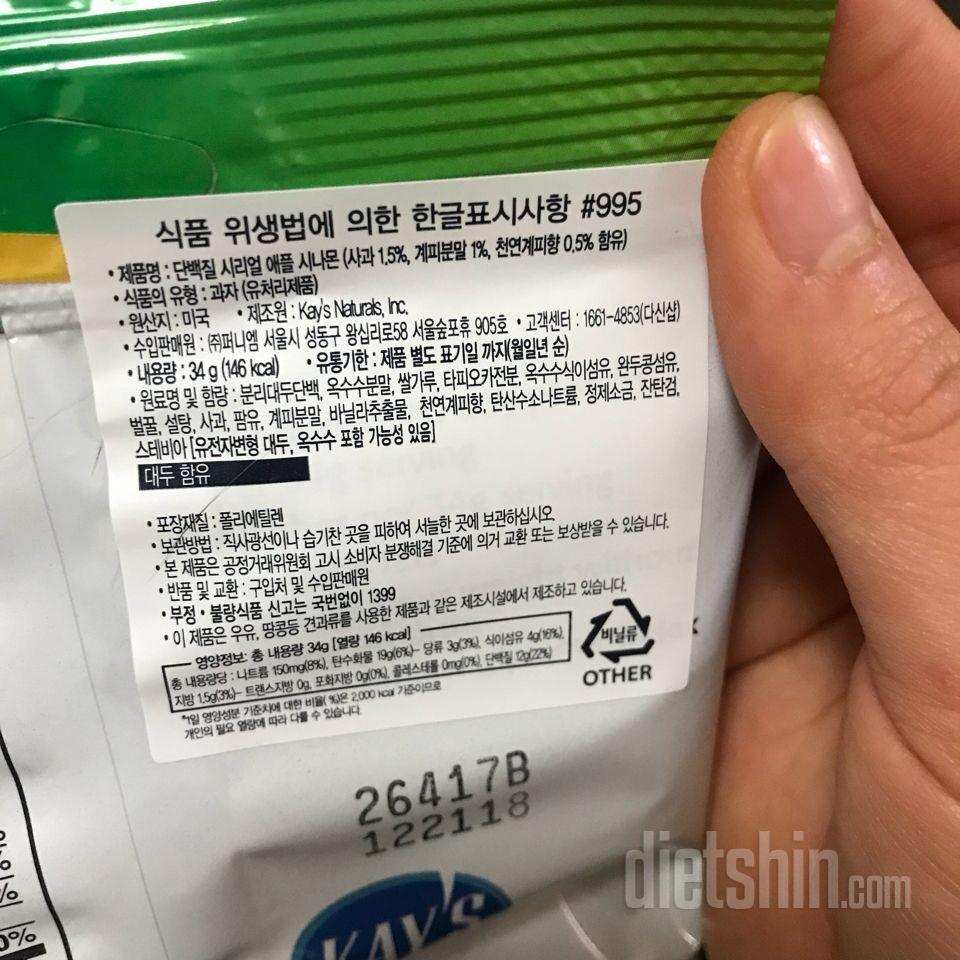 식품 위생법에 의한 한글표시사항 #995
• 제품명 : 단백질 시리얼 애플 시나몬 (사과 1.5%, 계피분말 1%, 천연계피향 0.5% 함유)
• 식품의 유형 : 과자 (유처리제품)
• 원산지 : 미국 • 제조원 : Kay's Naturals, Inc.
• 수입판매원 : ㈜퍼니엠 서울시 성동구 왕십리로58 서울숲포휴 905호 • 고객센터 : 1661-4853(다신샵)
• 내용량 : 34 g (146 kcal) • 유통기한 : 제품 별도 표기일 까지(월일년 순)
• 원료명 및 함량 : 분리대두단백, 옥수수분말, 쌀가루, 타피오카전분, 옥수수식이섬유, 완두콩섬유,
벌꿀, 설탕, 사과, 팜유, 계피분말, 바닐라추출물, 천연계피향, 탄산수소나트륨, 정제소금, 잔탄검,
스테비아 [유전자변형 대두, 옥수수 포함 가능성 있음]
대두 함유
• 포장재질 : 폴리에틸렌
• 보관방법 : 직사광선이나 습기찬 곳을 피하여 서늘한 곳에 보관하십시오.
• 본 제품은 공정거래위원회 고시 소비자 분쟁해결 기준에 의거 교환 또는 보상받을 수 있습니다.
• 반품 및 교환 : 구입처 및 수입판매원
• 부정 • 불량식품 신고는 국번없이 1399
• 이 제품은 우유, 땅콩등 견과류를 사용한 제품과 같은 제조시설에서 제조하고 있습니다.
영양정보: 총 내용량 34g [열량 146 kcal]
총 내용량당 : 나트륨 150mg(8%), 탄수화물 19g(6%)- 당류 3g(3%), 식이섬유 4g(16%),
지방 1.5g(3%)- 트랜스지방 0g, 포화지방 0g(0%), 콜레스테롤 0mg(0%), 단백질 12g(22%)
*1일 영양성분 기준치에 대한 비율(%)은 2,000 kcal 기준이므로
개인의 필요 열량에 따라 다를 수 있습니다.
비닐류
OTHER
26417B
122118
KAY'S
dietshin.com